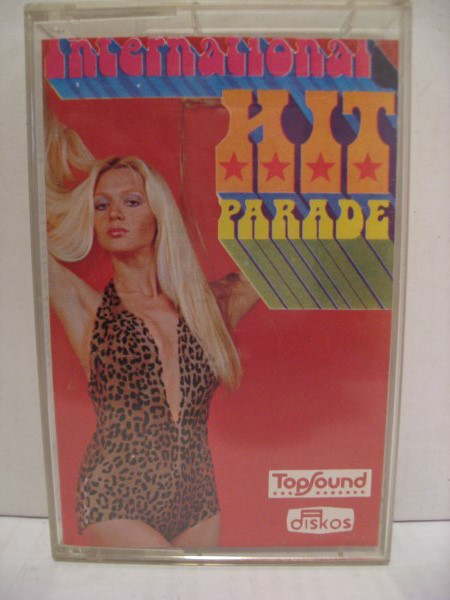 International
HIT
PARADE
TopSound
diskos